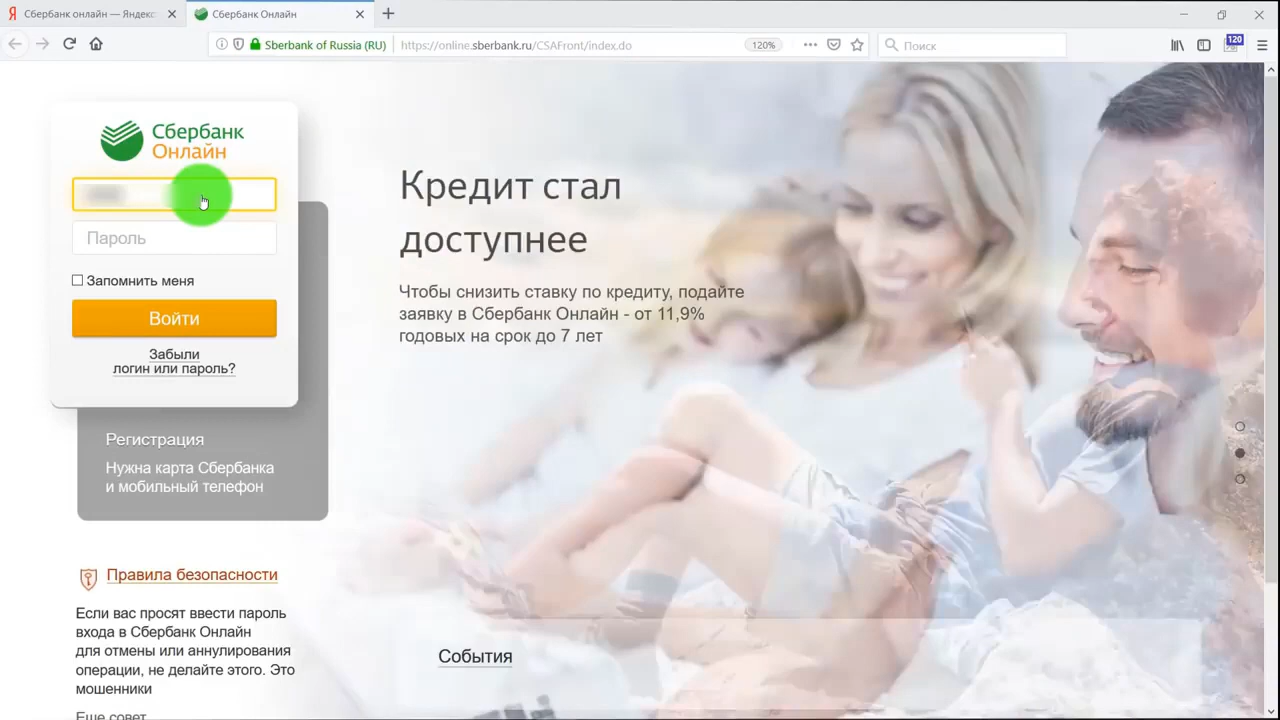 Сбербанк онлайн — Яндекс
Сбербанк Онлайн
Sberbank of Russia (RU)
https://online.sberbank.ru/CSAFront/index.do
120%
Поиск
120
Сбербанк
Онлайн
Пароль
Запомнить меня
Войти
Забыли
логин или пароль?
Регистрация
Нужна карта Сбербанка
и мобильный телефон
Правила безопасности
Если вас просят ввести пароль
входа в Сбербанк Онлайн
для отмены или аннулирования
операции, не делайте этого. Это
мошенники
Еще совет
Кредит стал
доступнее
Чтобы снизить ставку по кредиту, подайте
заявку в Сбербанк Онлайн - от 11,9%
годовых на срок до 7 лет
События